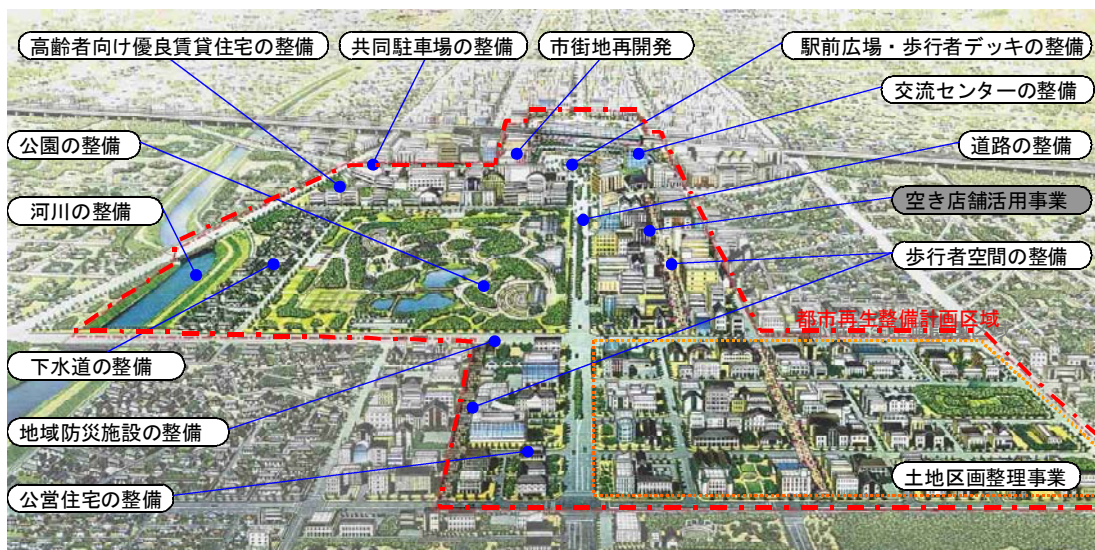 高齢者向け優良賃貸住宅の整備
共同駐車場の整備
市街地再開発
駅前広場・歩行者デッキの整備
交流センターの整備
公園の整備
道路の整備
河川の整備
空き店舗活用事業
歩行者空間の整備
都市再生整備計画区域
下水道の整備
地域防災施設の整備
土地区画整理事業
公営住宅の整備